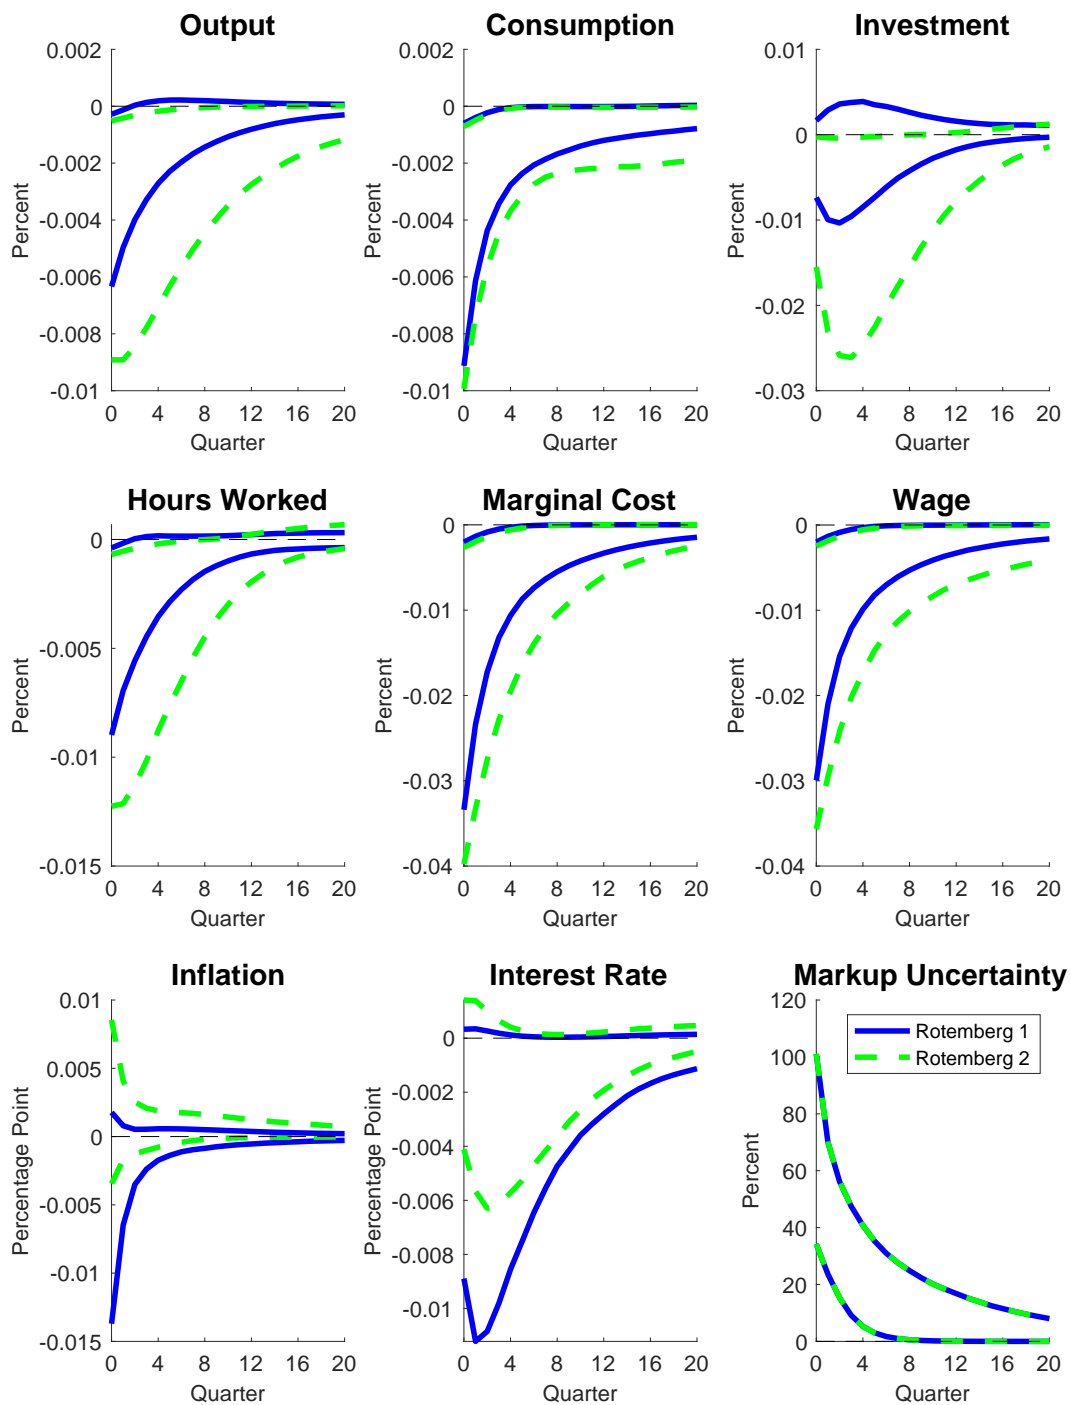 Output
Consumption
Investment
0.002
0
-0.002
-0.004
-0.006
-0.008
-0.01
Percent
0 4 8 12 16 20
Quarter
0.002
0
-0.002
-0.004
-0.006
-0.008
-0.01
Percent
0 4 8 12 16 20
Quarter
0.01
0
-0.01
-0.02
-0.03
Percent
0 4 8 12 16 20
Quarter
Hours Worked
Marginal Cost
Wage
0
-0.005
-0.01
-0.015
Percent
0 4 8 12 16 20
Quarter
0
-0.01
-0.02
-0.03
-0.04
Percent
0 4 8 12 16 20
Quarter
0
-0.01
-0.02
-0.03
-0.04
Percent
0 4 8 12 16 20
Quarter
Inflation
Interest Rate
Markup Uncertainty
0.01
0.005
0
-0.005
-0.01
-0.015
Percentage Point
0 4 8 12 16 20
Quarter
0
-0.002
-0.004
-0.006
-0.008
-0.01
Percentage Point
0 4 8 12 16 20
Quarter
120
100
80
60
40
20
0
Percent
Rotemberg 1
Rotemberg 2
0 4 8 12 16 20
Quarter